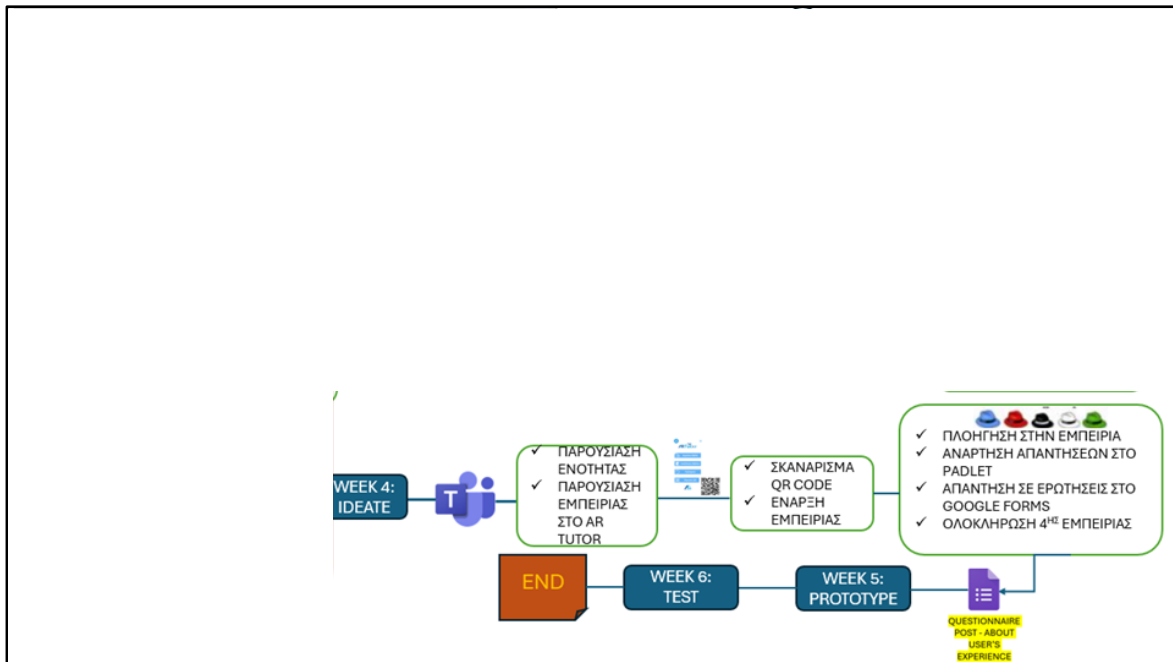 WEEK 4:
IDEATE
T
✓ ΠΑΡΟΥΣΙΑΣΗ
ΕΝΟΤΗΤΑΣ
✓ ΠΑΡΟΥΣΙΑΣΗ
ΕΜΠΕΙΡΙΑΣ
ΣΤΟ AR
TUTOR
✓ ΣΚΑΝΑΡΙΣΜΑ
QR CODE
✓ ΕΝΑΡΞΗ
ΕΜΠΕΙΡΙΑΣ
✓ ΠΛΟΗΓΗΣΗ ΣΤΗΝ ΕΜΠΕΙΡΙΑ
✓ ΑΝΑΡΤΗΣΗ ΑΠΑΝΤΗΣΕΩΝ ΣΤΟ
PADLET
✓ ΑΠΑΝΤΗΣΗ ΣΕ ΕΡΩΤΗΣΕΙΣ ΣΤΟ
GOOGLE FORMS
✓ ΟΛΟΚΛΗΡΩΣΗ 4ΗΣ ΕΜΠΕΙΡΙΑΣ
END
WEEK 6:
TEST
WEEK 5:
PROTOTYPE
QUESTIONNAIRE
POST - ABOUT
USER'S
EXPERIENCE